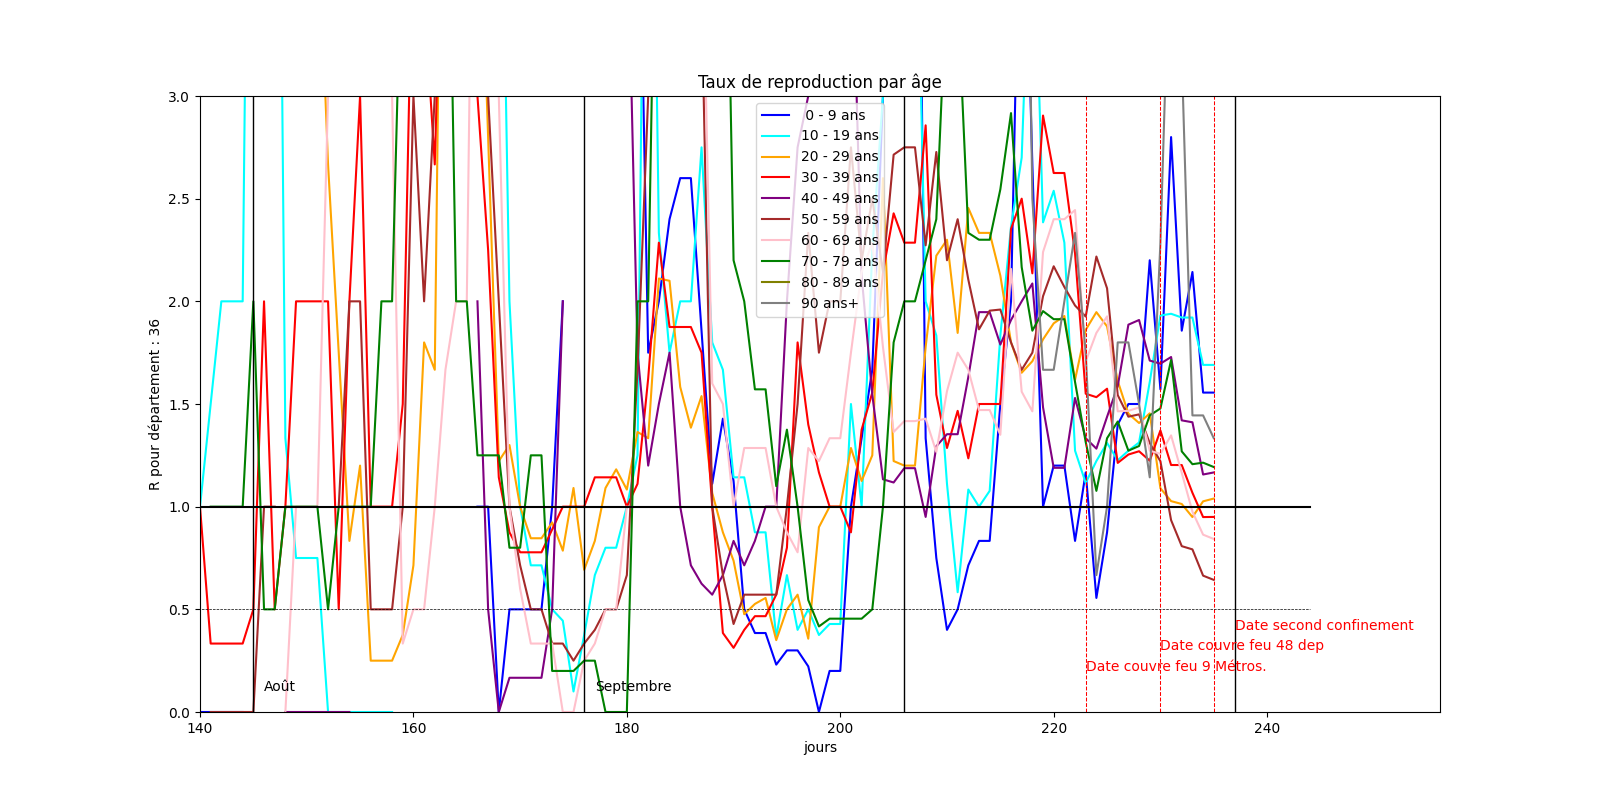 Taux de reproduction par âge
R pour département : 36
3.0
2.5
2.0
1.5
1.0
0.5
0.0
0 - 9 ans
10 - 19 ans
20 - 29 ans
30 - 39 ans
40 - 49 ans
50 - 59 ans
60 - 69 ans
70 - 79 ans
80 - 89 ans
90 ans+
Date second confinement
Date couvre feu 48 dep
Date couvre feu 9 Métros.
Août
Septembre
140
160
180
200
220
240
jours